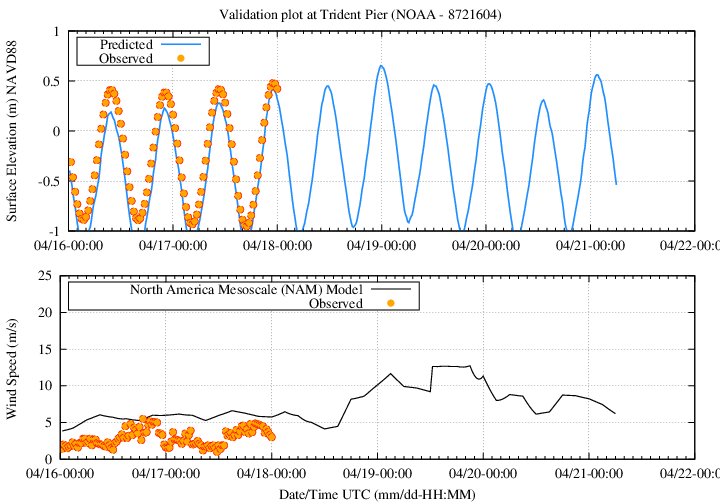 Validation plot at Trident Pier (NOAA - 8721604)
Surface Elevation (m) NAVD88
Predicted
Observed
1
0.5
0
-0.5
-1
04/16-00:00 04/17-00:00 04/18-00:00 04/19-00:00 04/20-00:00 04/21-00:00 04/22-00:0
Wind Speed (m/s)
North America Mesoscale (NAM) Model
Observed
25
20
15
10
5
0
04/16-00:00 04/17-00:00 04/18-00:00 04/19-00:00 04/20-00:00 04/21-00:00 04/22-00:0
Date/Time UTC (mm/dd-HH:MM)